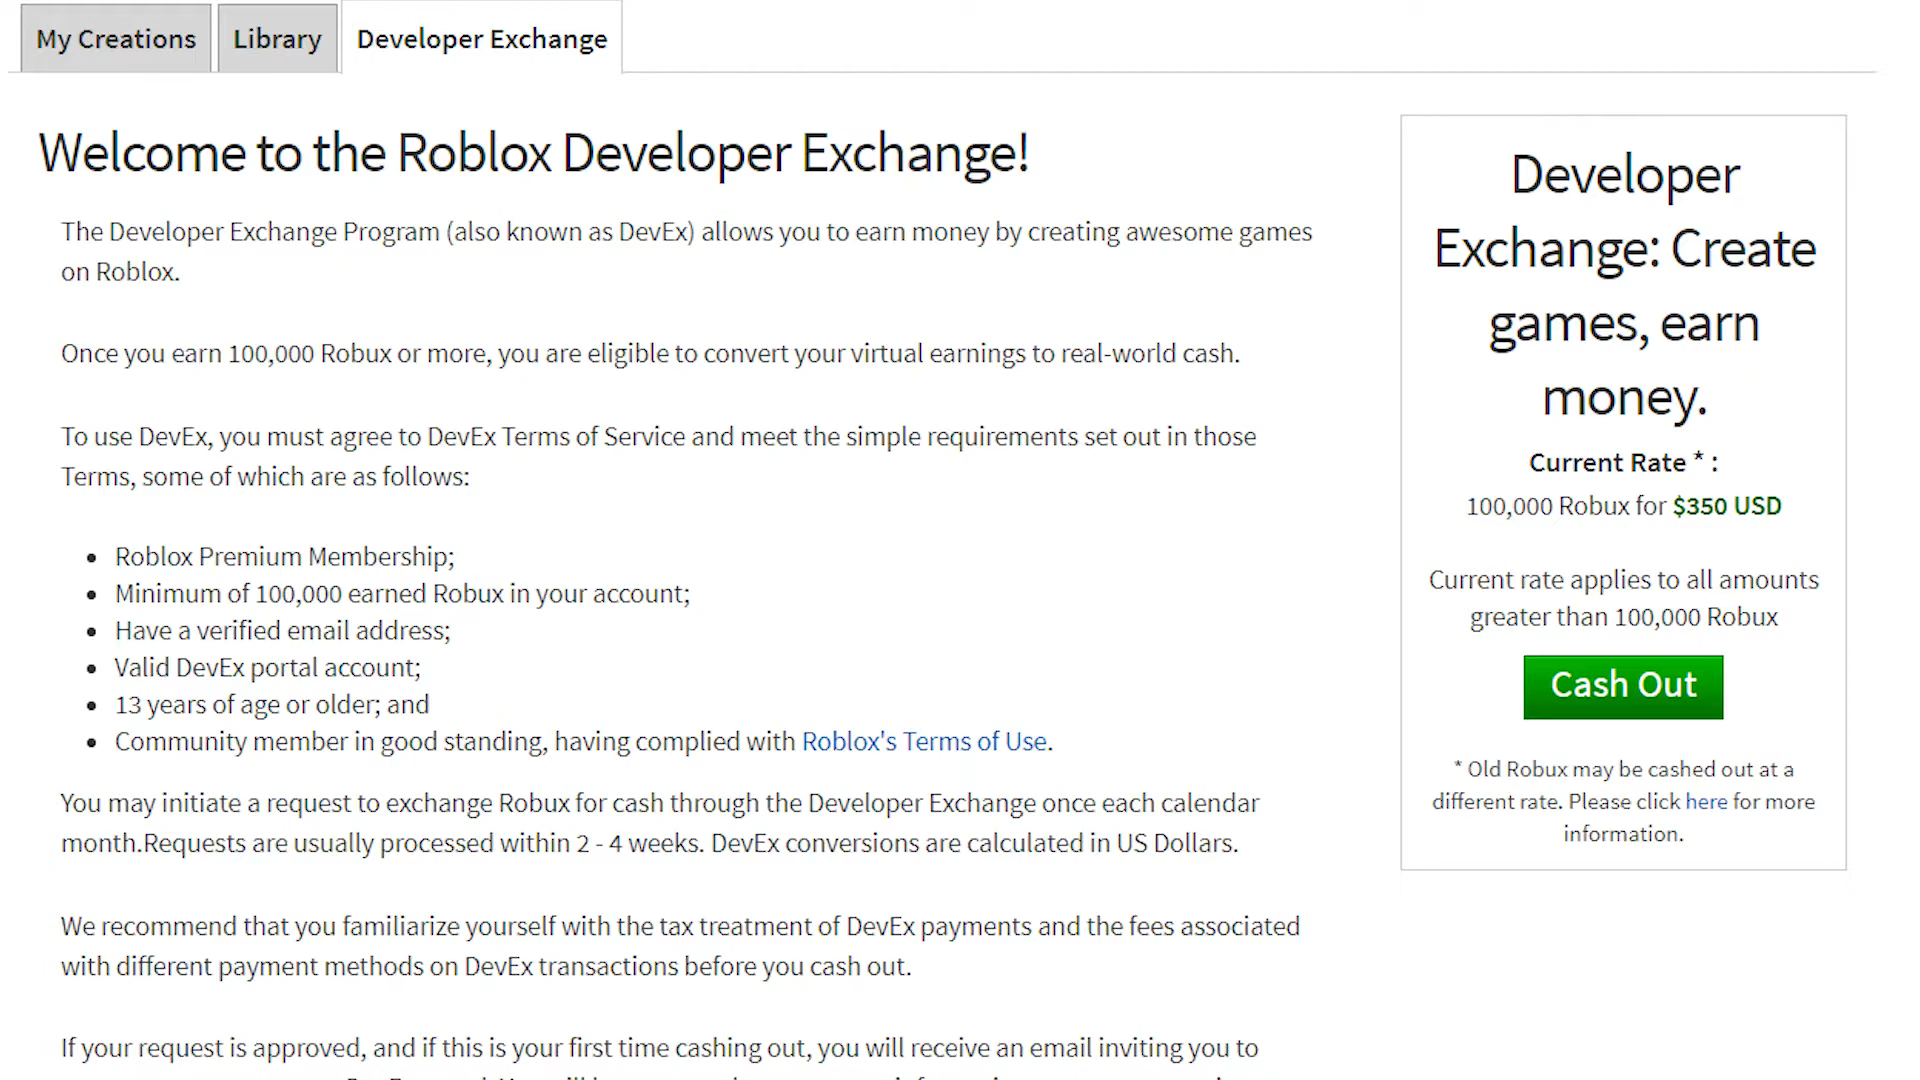 My Creations
Library
Developer Exchange
Welcome to the Roblox Developer Exchange!
The Developer Exchange Program (also known as DevEx) allows you to earn money by creating awesome games
on Roblox.
Once you earn 100,000 Robux or more, you are eligible to convert your virtual earnings to real-world cash.
To use DevEx, you must agree to DevEx Terms of Service and meet the simple requirements set out in those
Terms, some of which are as follows:
• Roblox Premium Membership;
• Minimum of 100,000 earned Robux in your account;
• Have a verified email address;
• Valid DevEx portal account;
• 13 years of age or older; and
• Community member in good standing, having complied with Roblox's Terms of Use.
You may initiate a request to exchange Robux for cash through the Developer Exchange once each calendar
month.Requests are usually processed within 2 - 4 weeks. DevEx conversions are calculated in US Dollars.
We recommend that you familiarize yourself with the tax treatment of DevEx payments and the fees associated
with different payment methods on DevEx transactions before you cash out.
If your request is approved, and if this is your first time cashing out, you will receive an email inviting you to
Developer
Exchange: Create
games, earn
money.
Current Rate * :
100,000 Robux for $350 USD
Current rate applies to all amounts
greater than 100,000 Robux
Cash Out
* Old Robux may be cashed out at a
different rate. Please click here for more
information.